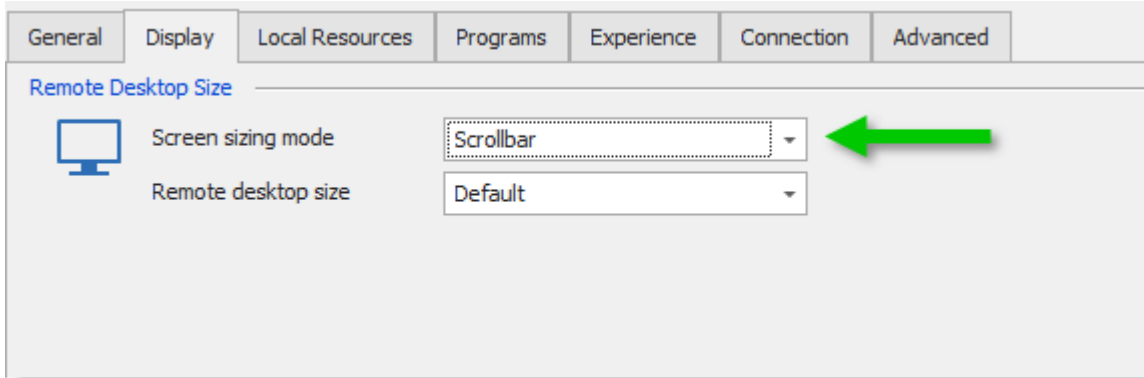 General Display Local Resources Programs Experience Connection Advanced
Remote Desktop Size
Screen sizing mode Scrollbar
Remote desktop size Default